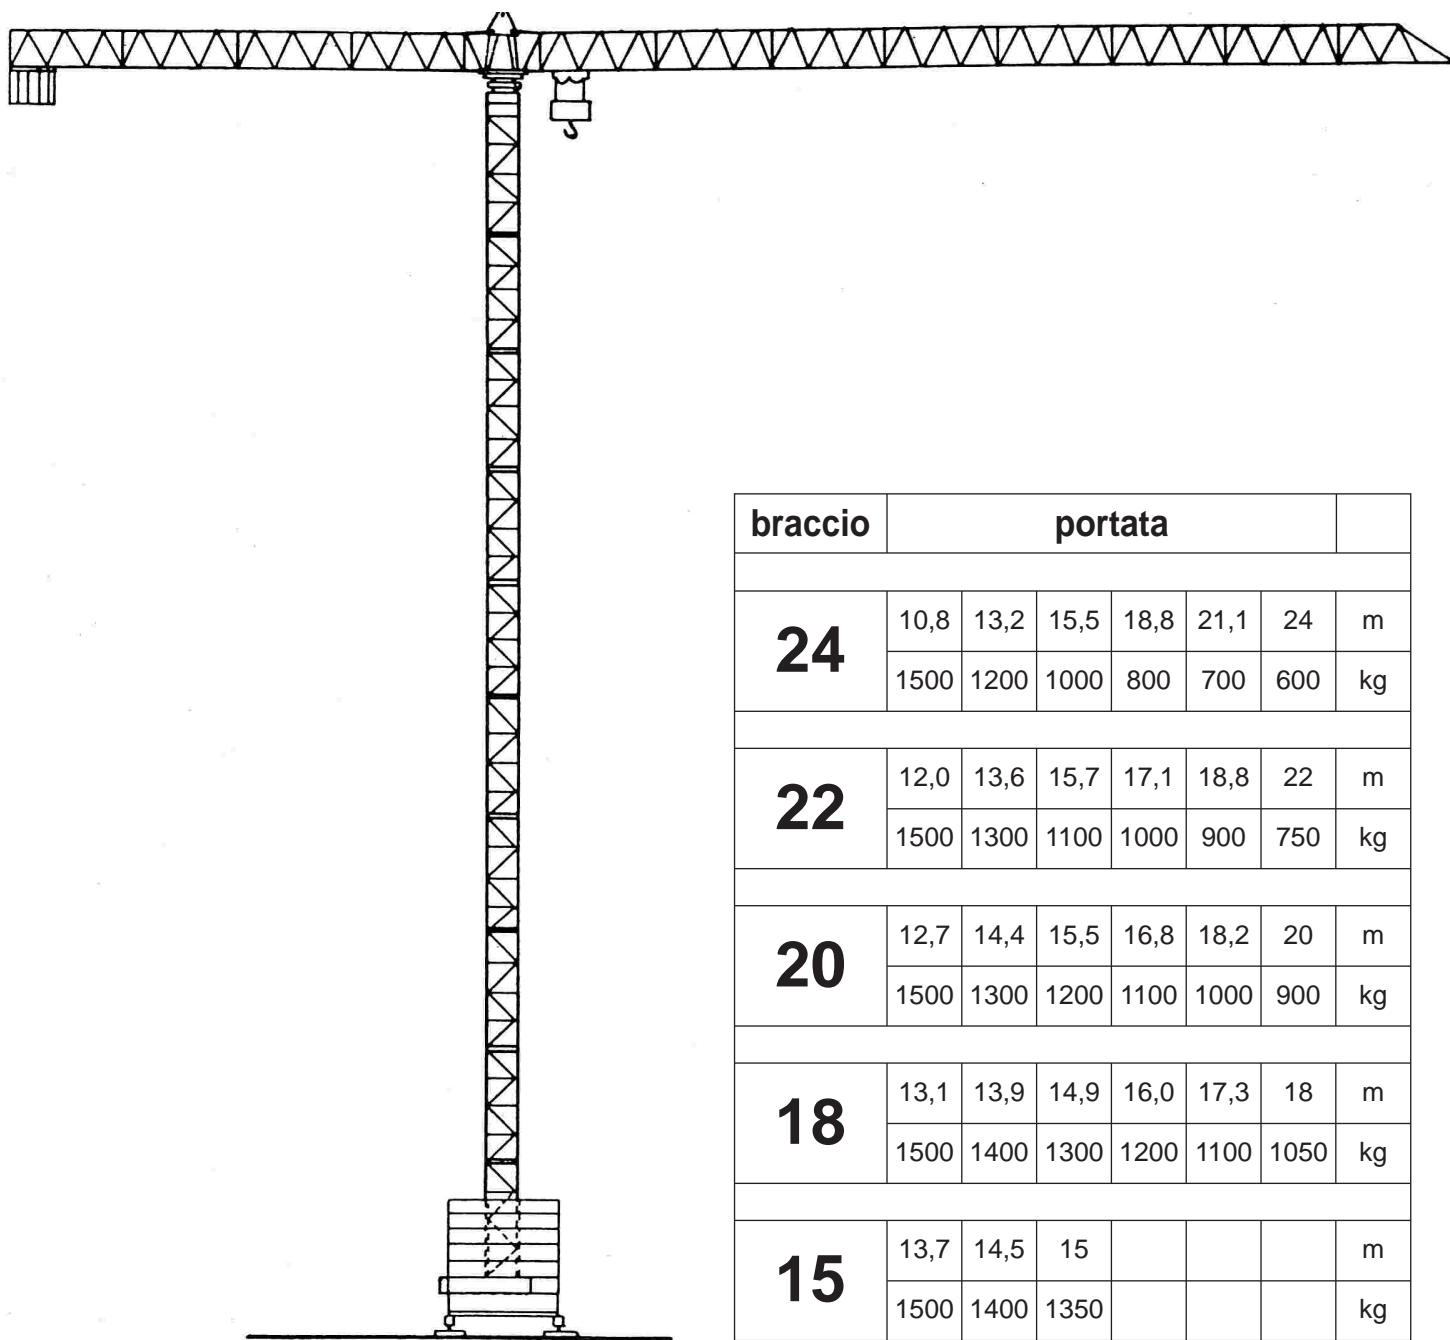 braccio portata
24 10,8 13,2 15,5 18,8 21,1 24 m
1500 1200 1000 800 700 600 kg
22 12,0 13,6 15,7 17,1 18,8 22 m
1500 1300 1100 1000 900 750 kg
20 12,7 14,4 15,5 16,8 18,2 20 m
1500 1300 1200 1100 1000 900 kg
18 13,1 13,9 14,9 16,0 17,3 18 m
1500 1400 1300 1200 1100 1050 kg
15 13,7 14,5 15 m
1500 1400 1350 kg